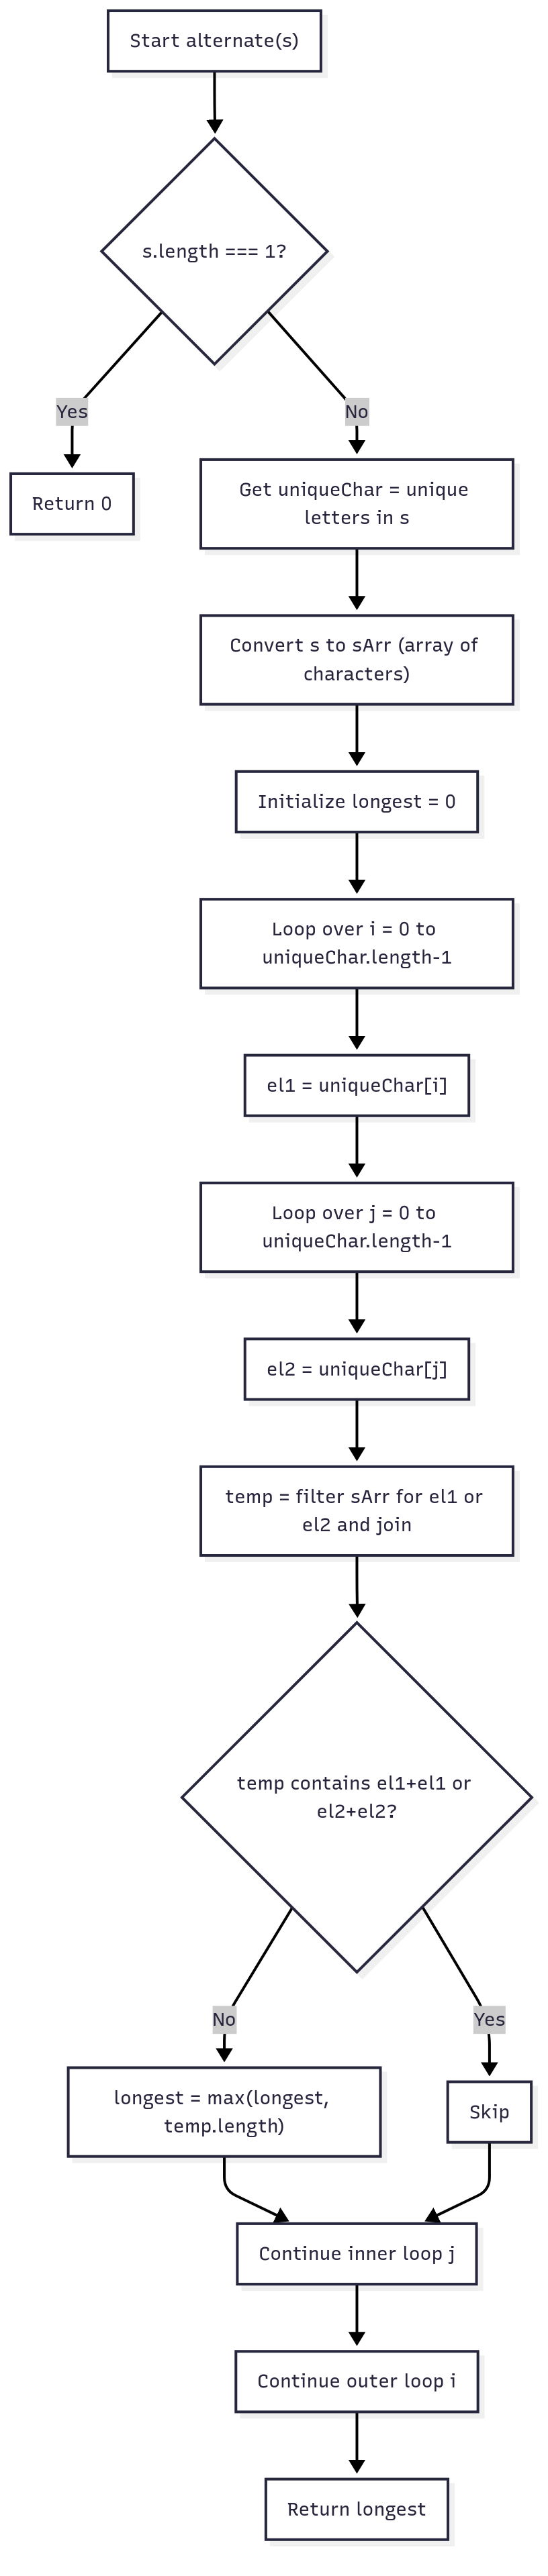 Start alternate(s)
s.length === 1?
Yes
No
Return 0
Get uniqueChar = unique
letters in s
Convert s to sArr (array of
characters)
Initialize longest = 0
Loop over i = 0 to
uniqueChar.length-1
el1 = uniqueChar[i]
Loop over j = 0 to
uniqueChar.length-1
el2 = uniqueChar[j]
temp = filter sArr for el1 or
el2 and join
temp contains el1+el1 or
el2+el2?
No
Yes
longest = max(longest,
temp.length)
Skip
Continue inner loop j
Continue outer loop i
Return longest